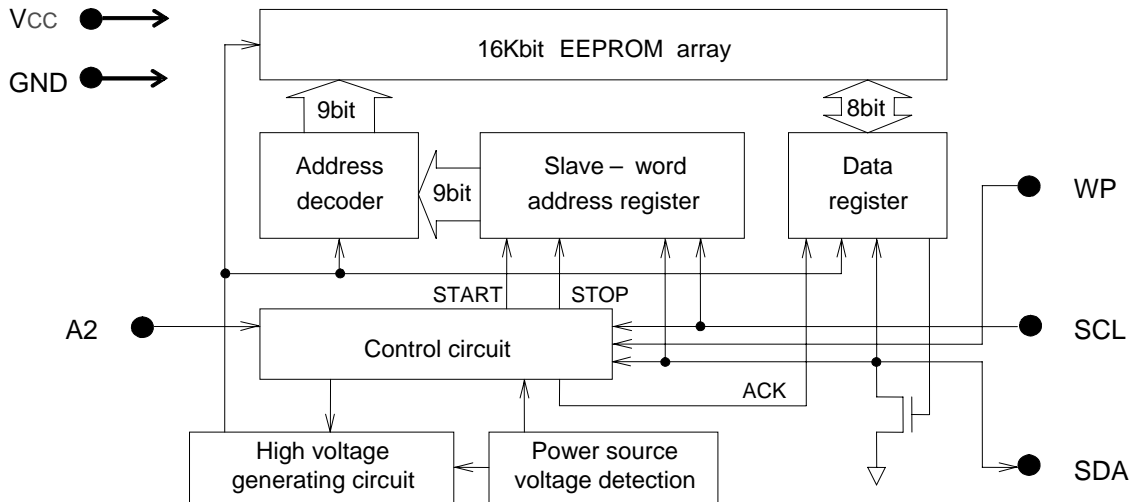 VCC
16Kbit EEPROM array
GND
9bit
8bit
Address
decoder
9bit
Slave – word
address register
Data
register
WP
START
STOP
A2
Control circuit
SCL
ACK
High voltage
generating circuit
Power source
voltage detection
SDA